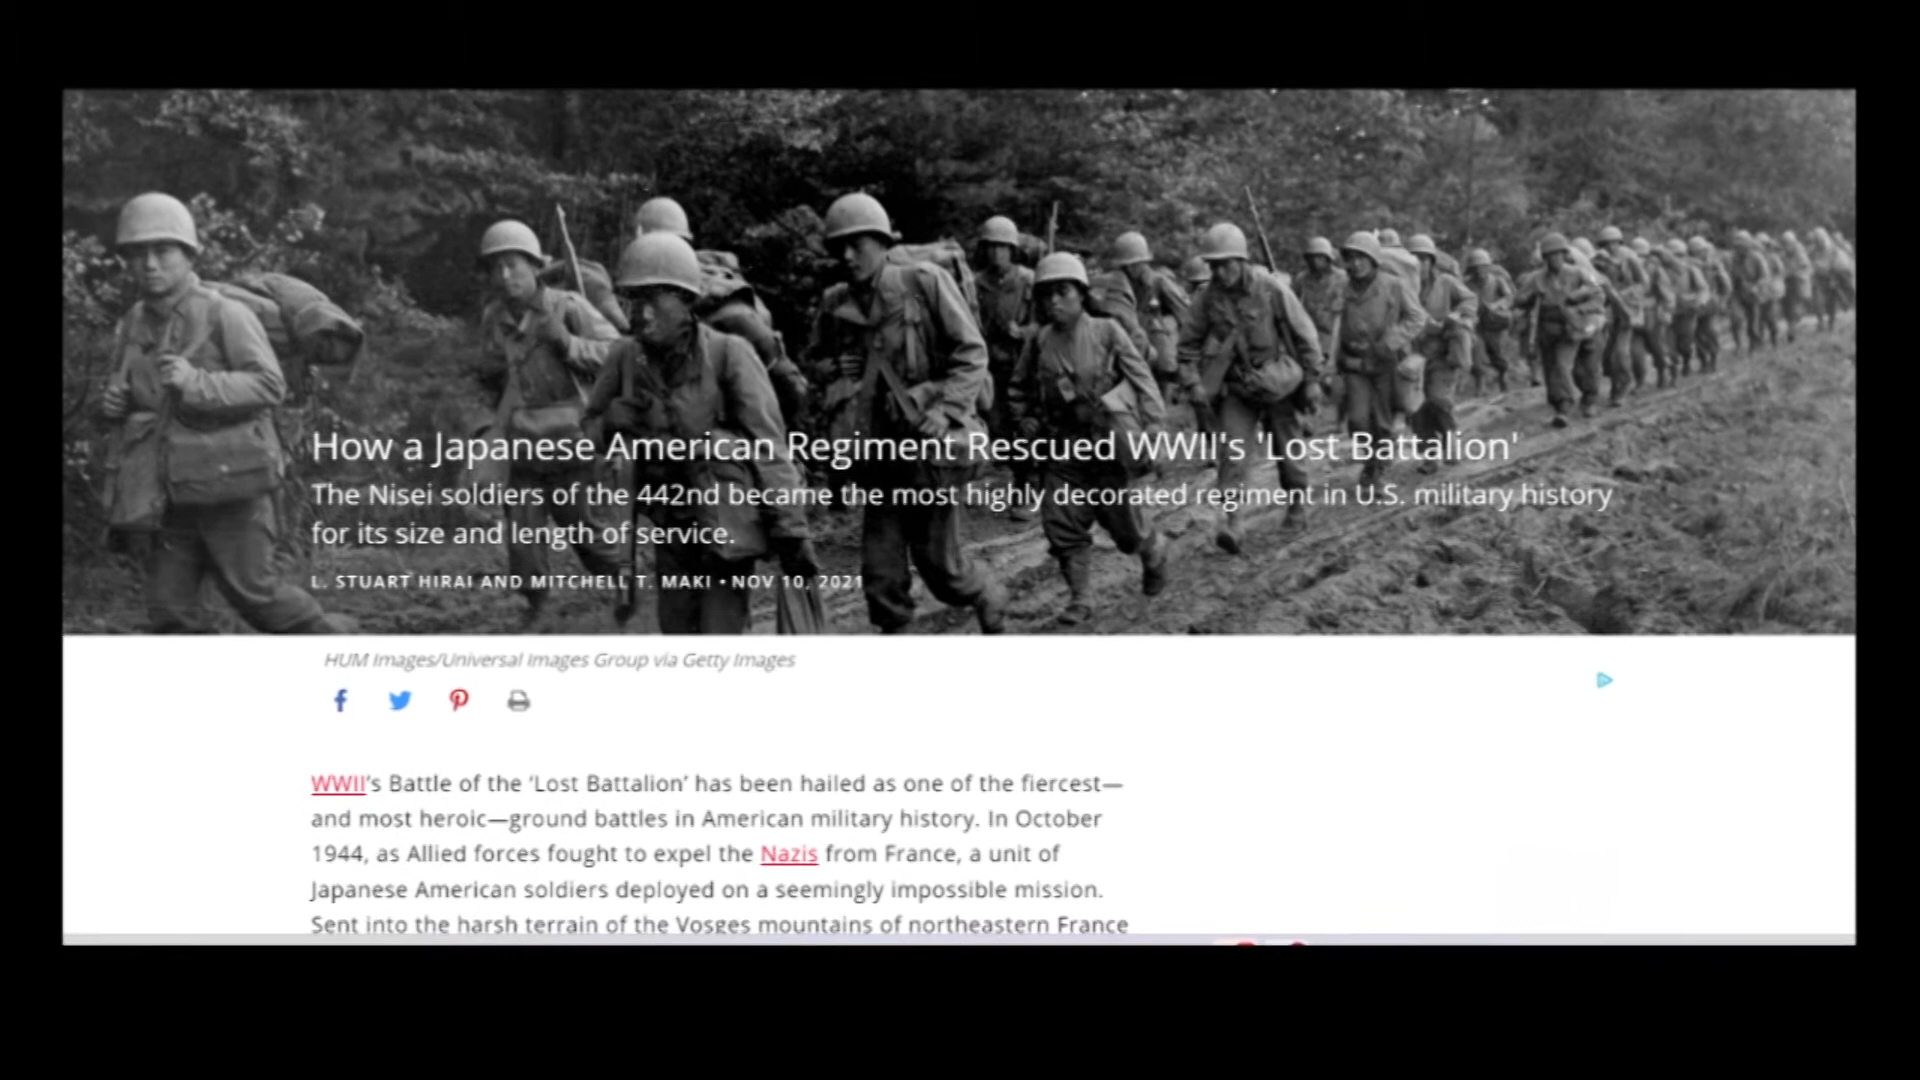 How a Japanese American Regiment Rescued WWII's 'Lost Battalion'
The Nisei soldiers of the 442nd became the most highly decorated regiment in U.S. military history
for its size and length of service.
L. STUART HIRAI AND MITCHELL T. MAKI • NOV 10, 2021
HUM Images/Universal Images Group via Getty Images
WWII's Battle of the ‘Lost Battalion’ has been hailed as one of the fiercest—
and most heroic—ground battles in American military history. In October
1944, as Allied forces fought to expel the Nazis from France, a unit of
Japanese American soldiers deployed on a seemingly impossible mission.
Sent into the harsh terrain of the Vosges mountains of northeastern France